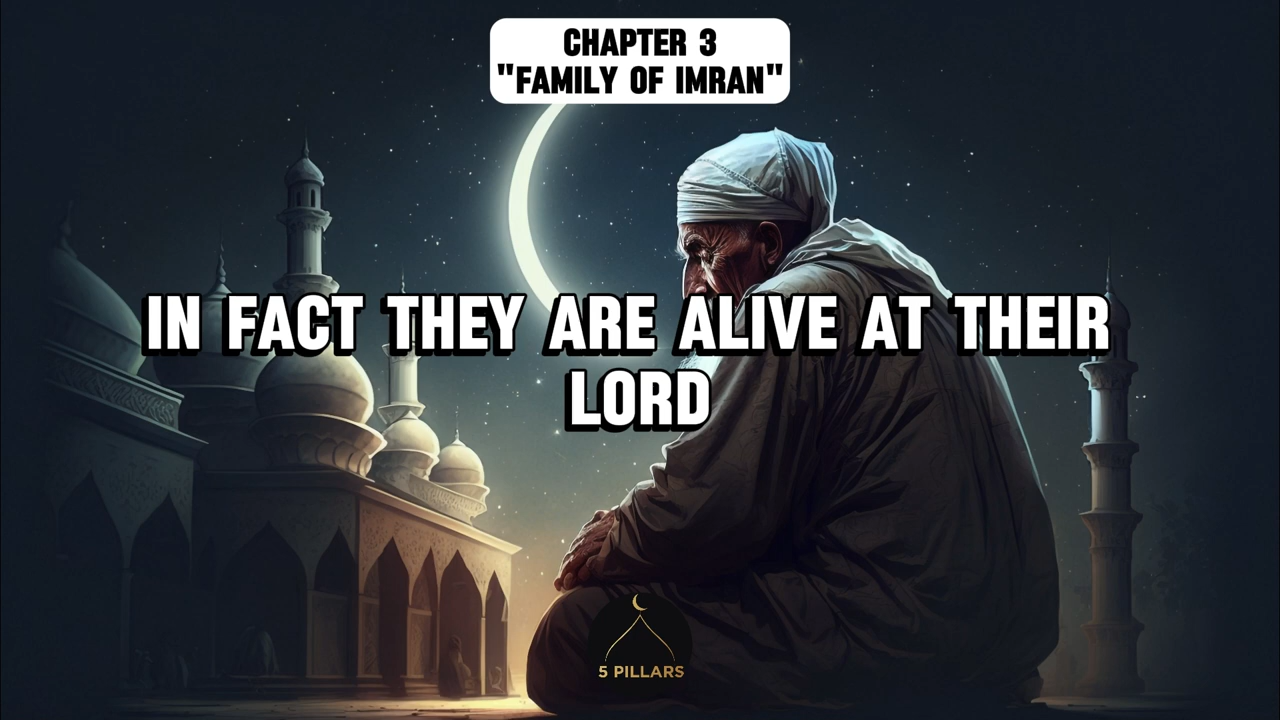 CHAPTER 3
"FAMILY OF IMRAN"
IN FACT THEY ARE ALIVE AT THEIR
LORD
5 PILLARS